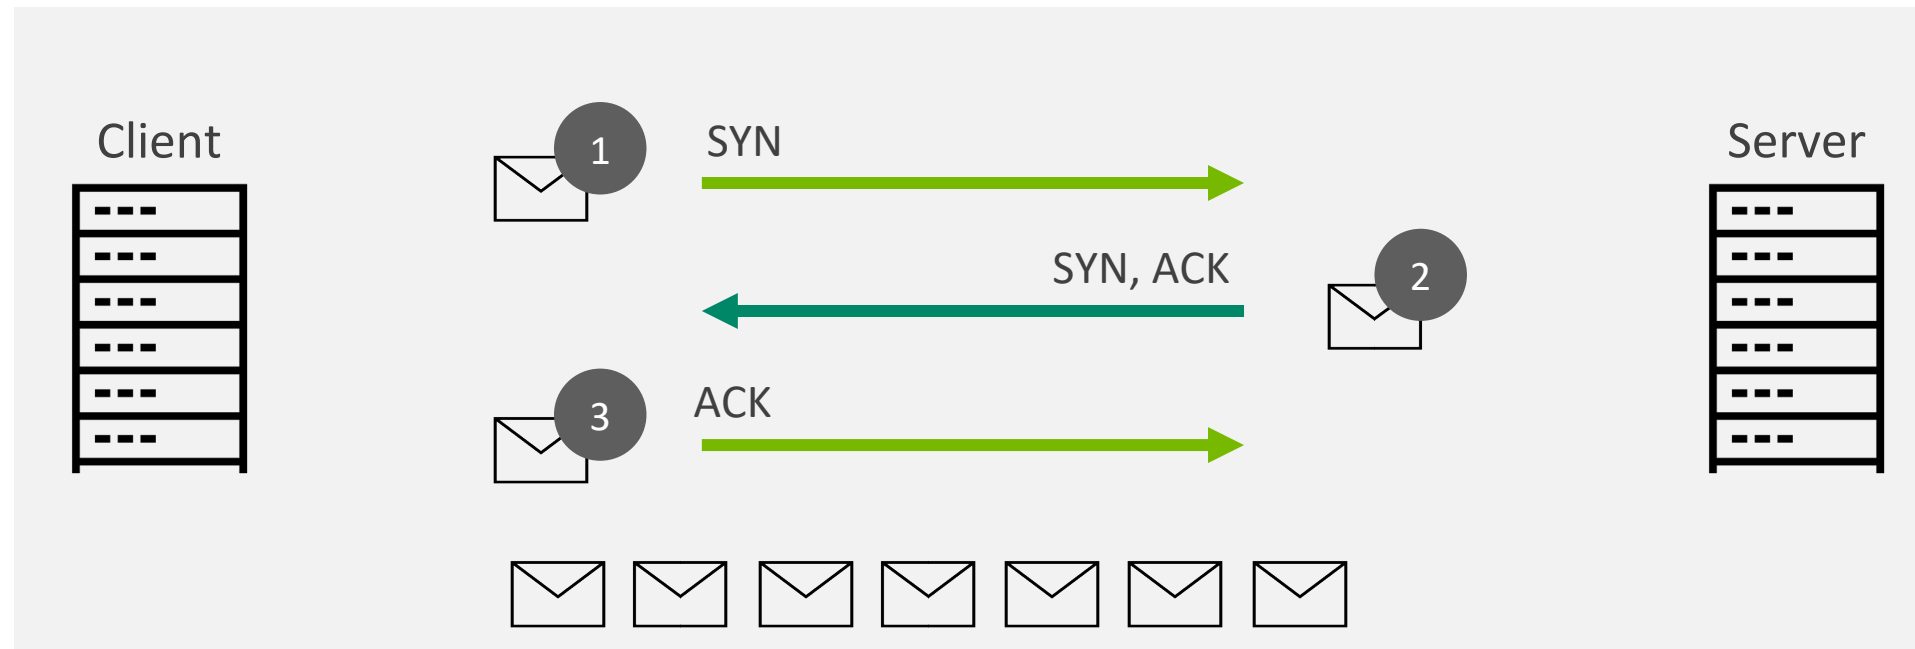 Client
Server
1
SYN
SYN, ACK
2
3
ACK